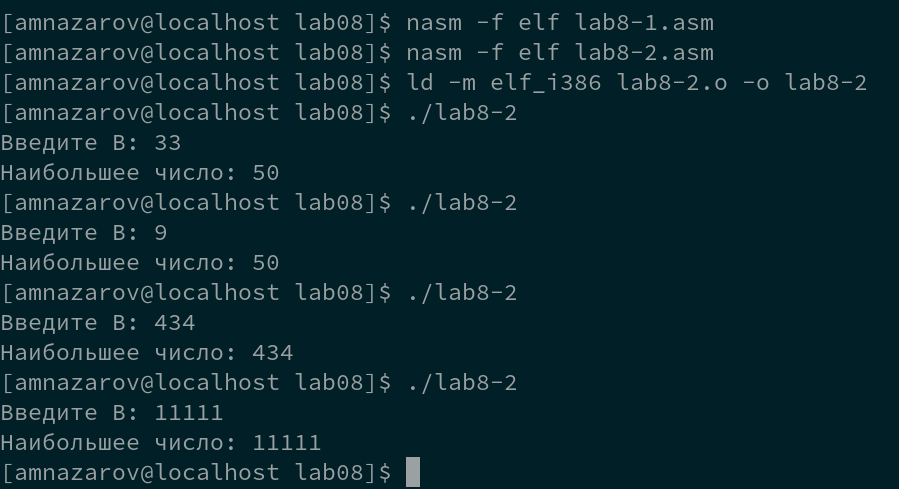 [amnazarov@localhost lab08]$ nasm -f elf lab8-1.asm
[amnazarov@localhost lab08]$ nasm -f elf lab8-2.asm
[amnazarov@localhost lab08]$ ld -m elf_i386 lab8-2.o -o lab8-2
[amnazarov@localhost lab08]$ ./lab8-2
Введите B: 33
Наибольшее число: 50
[amnazarov@localhost lab08]$ ./lab8-2
Введите B: 9
Наибольшее число: 50
[amnazarov@localhost lab08]$ ./lab8-2
Введите B: 434
Наибольшее число: 434
[amnazarov@localhost lab08]$ ./lab8-2
Введите B: 11111
Наибольшее число: 11111
[amnazarov@localhost lab08]$